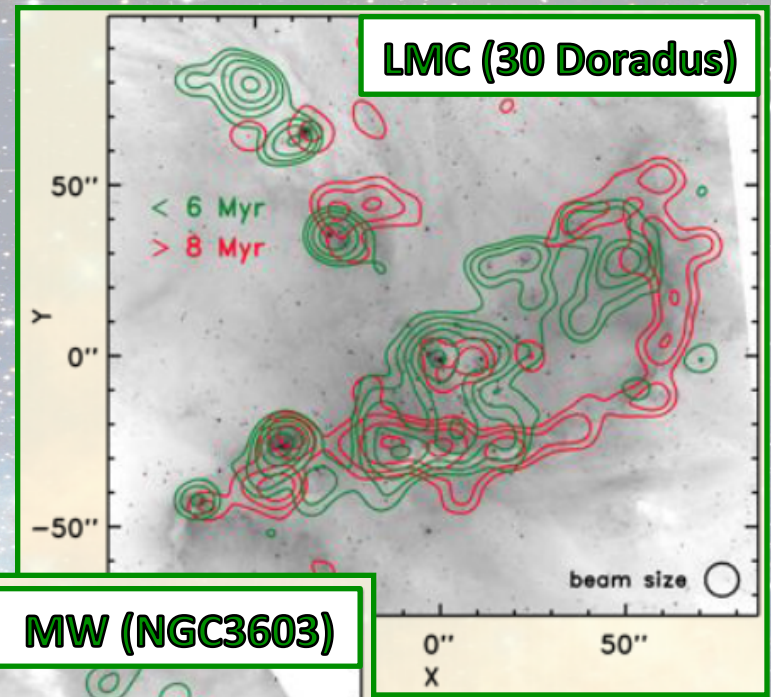 LMC (30 Doradus)
50''
< 6 Myr
> 8 Myr
Y
0''
−50''
beam size
MW (NGC3603)
0''
50''
X